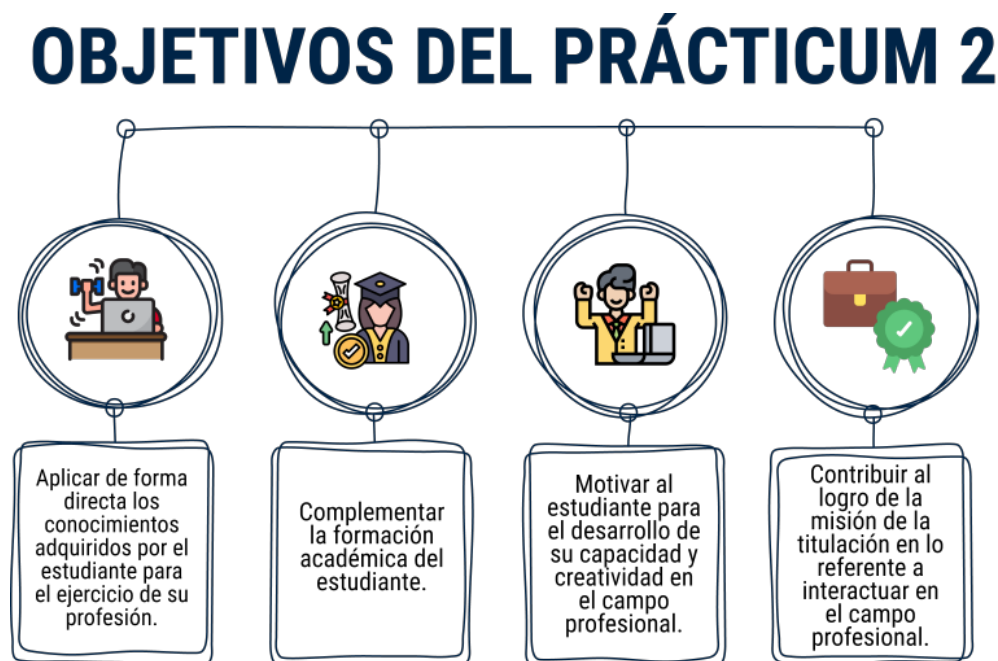 OBJETIVOS DEL PRÁCTICUM 2
Aplicar de forma
directa los
conocimientos
adquiridos por el
estudiante para
el ejercicio de su
profesión.
Complementar
la formación
académica del
estudiante.
Motivar al
estudiante para
el desarrollo de
su capacidad y
creatividad en
el campo
profesional.
Contribuir al
logro de la
misión de la
titulación en lo
referente a
interactuar en
el campo
profesional.